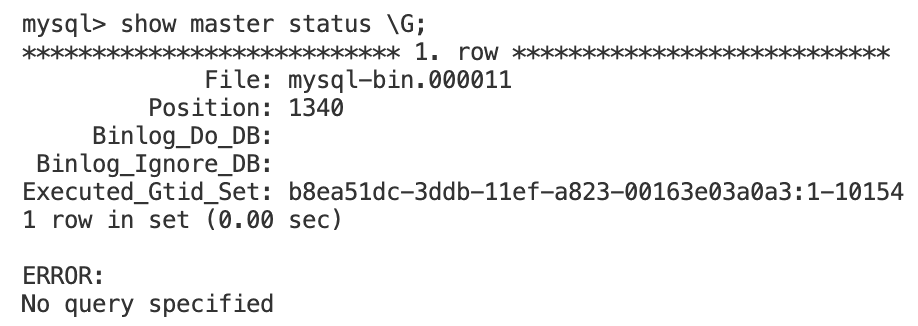 mysql> show master status \G;
*************************** 1. row ***************************
File: mysql-bin.000011
Position: 1340
Binlog_Do_DB:
Binlog_Ignore_DB:
Executed_Gtid_Set: b8ea51dc-3ddb-11ef-a823-00163e03a0a3:1-10154
1 row in set (0.00 sec)
ERROR:
No query specified